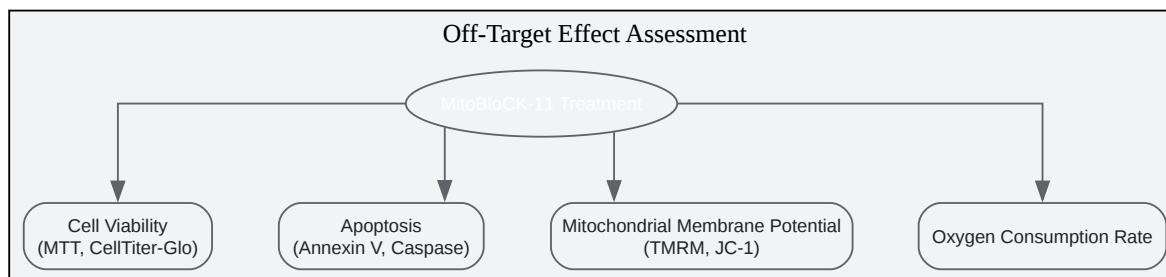 Off-Target Effect Assessment
MitoBloCK-11 Treatment
Cell Viability
(MTT, CellTiter-Glo)
Apoptosis
(Annexin V, Caspase)
Mitochondrial Membrane Potential
(TMRM, JC-1)
Oxygen Consumption Rate